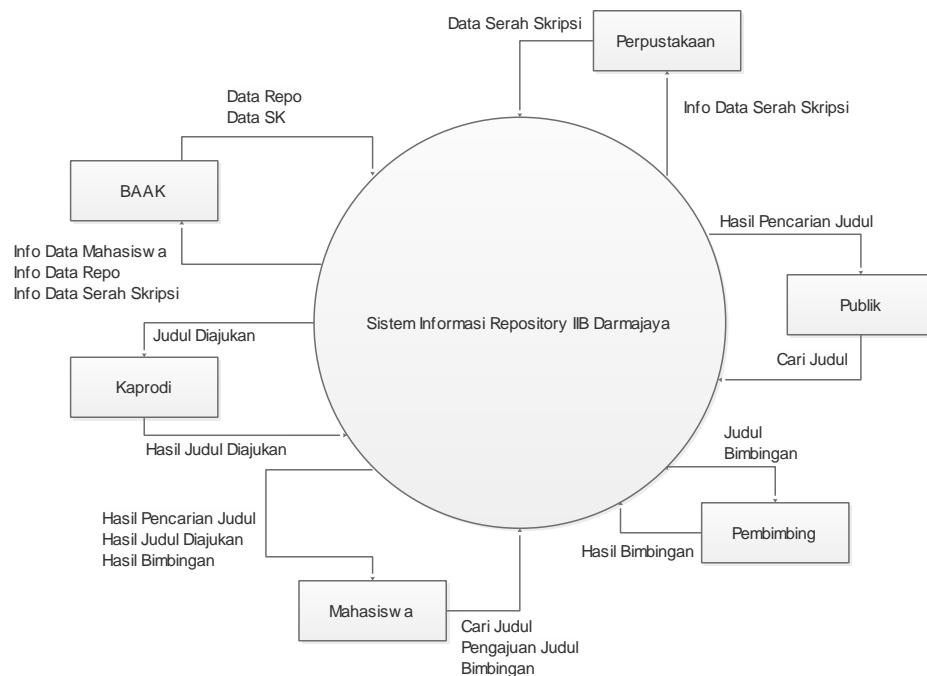 Data Serah Skripsi
Perpustakaan
Data Repo
Data SK
Info Data Serah Skripsi
BAAK
Hasil Pencarian Judul
Info Data Mahasiswa
Info Data Repo
Info Data Serah Skripsi
Publik
Sistem Informasi Repository IIB Darmajaya
Judul Diajukan
Cari Judul
Kaprodi
Hasil Judul Diajukan
Judul
Bimbingan
Hasil Pencarian Judul
Hasil Judul Diajukan
Hasil Bimbingan
Pembimbing
Hasil Bimbingan
Mahasiswa
Cari Judul
Pengajuan Judul
Bimbingan